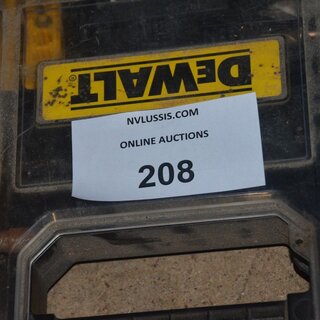 DEWALT
NVLUSSIS.COM
ONLINE AUCTIONS
208